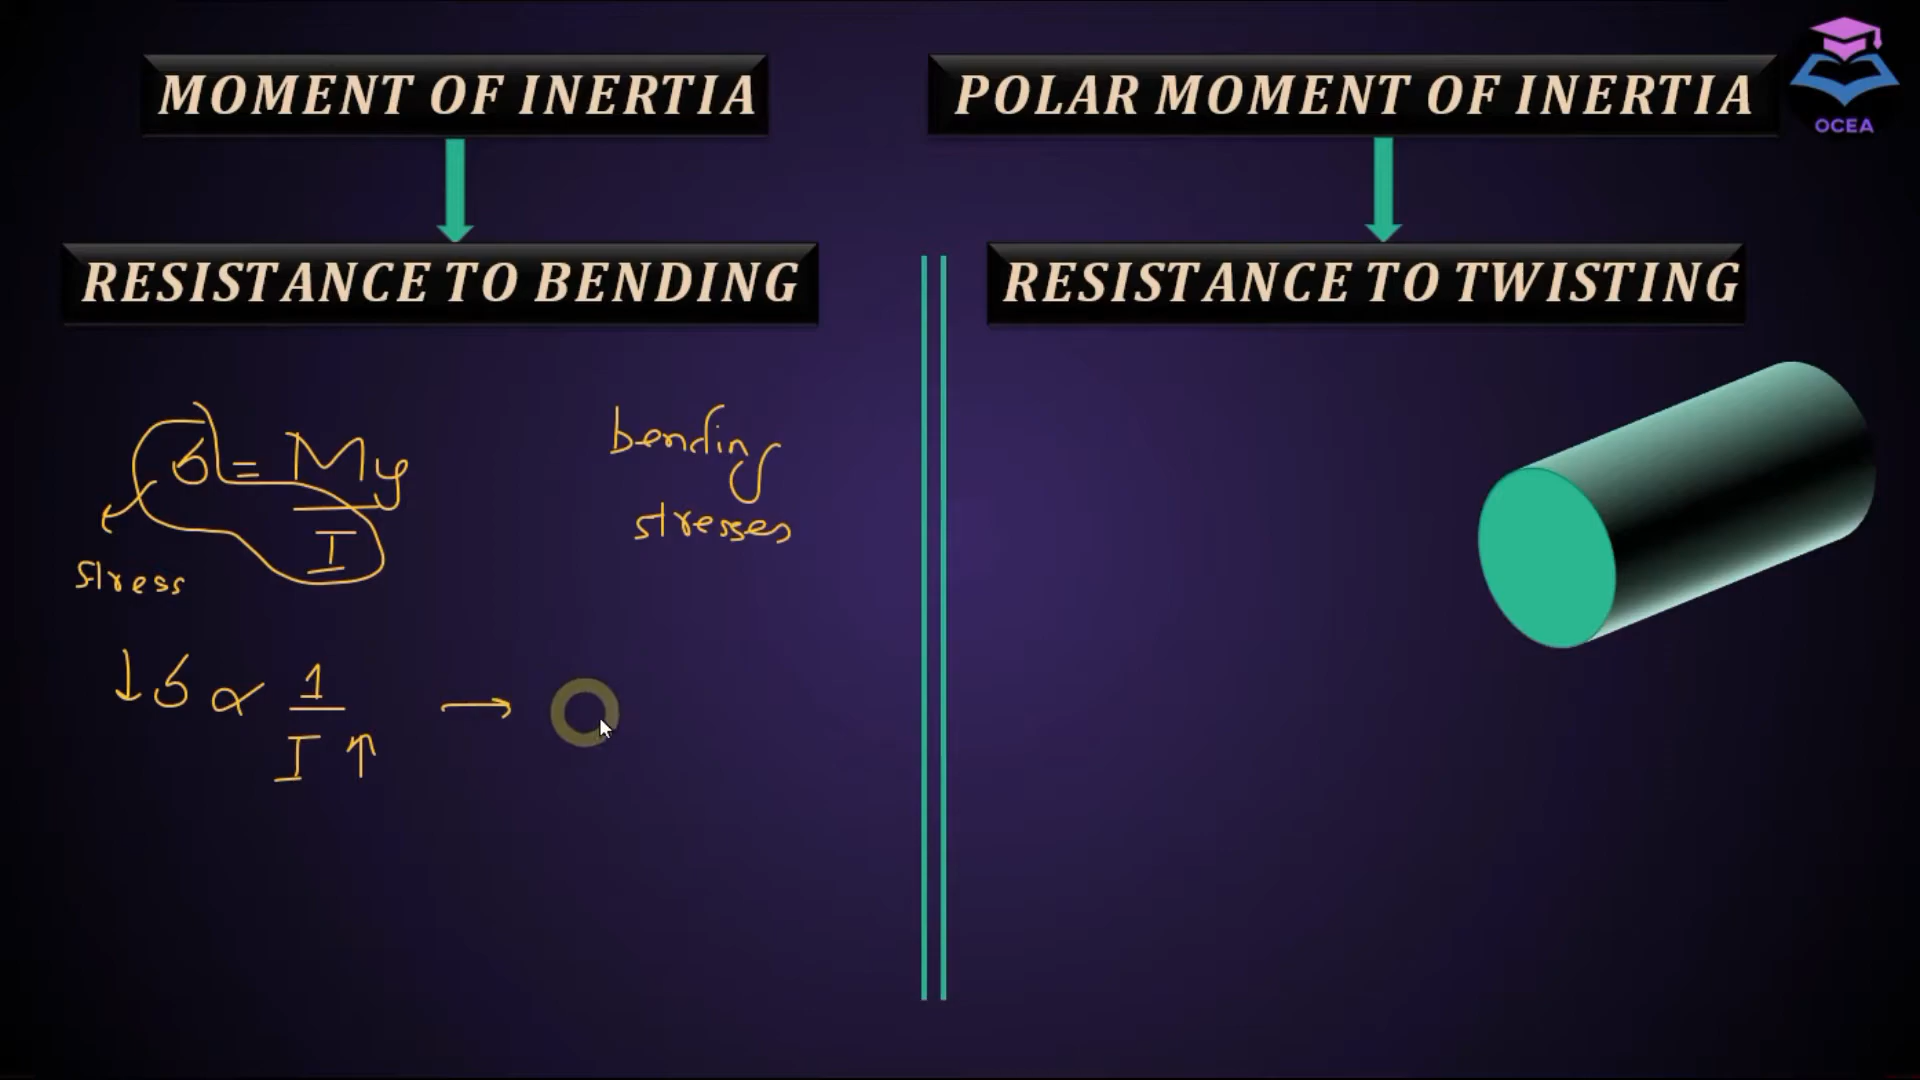 MOMENT OF INERTIA
RESISTANCE TO BENDING
σ = My
I
stress
bending
stresses
↓ σ ∝ 1
I ↑
→
POLAR MOMENT OF INERTIA
RESISTANCE TO TWISTING
OCEA